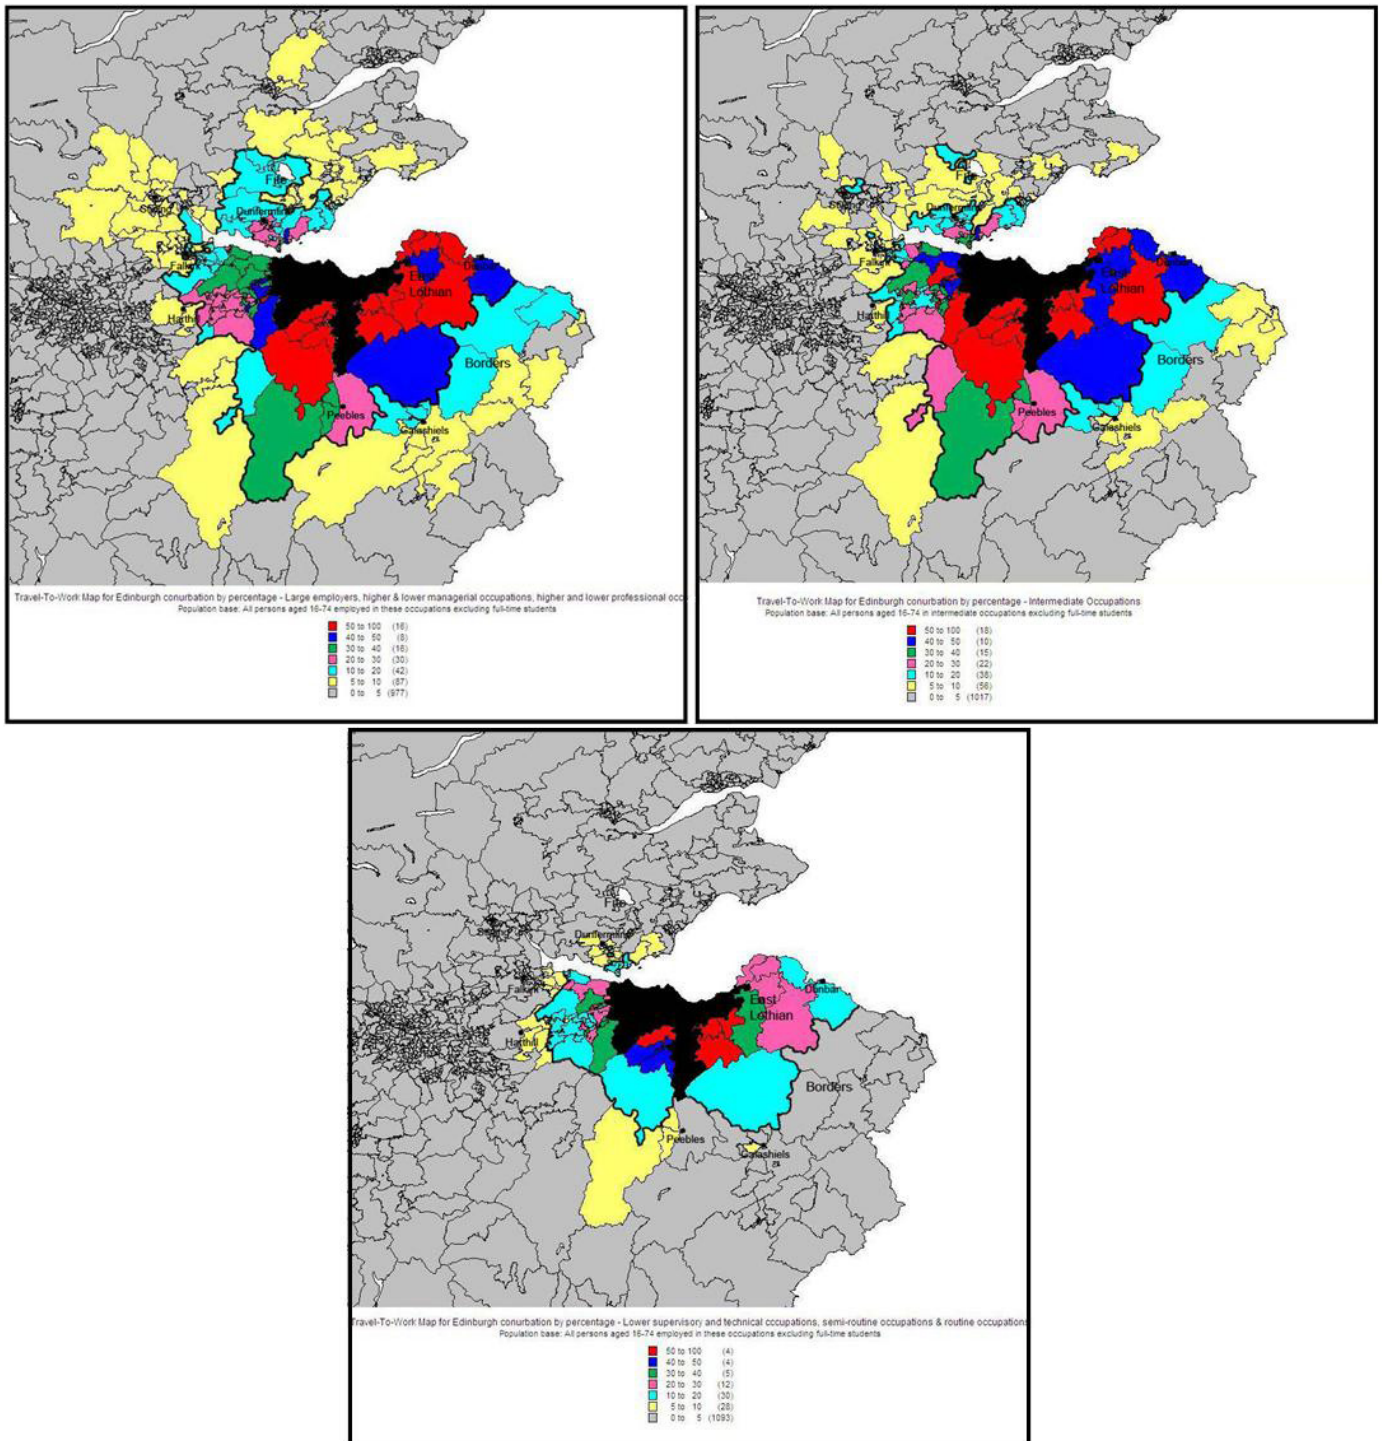 Fife
Stirling
Dunfermline
Falkirk
Harthill
East
Lothian
Dunbar
Borders
Peebles
Galashiels
Travel-To-Work Map for Edinburgh conurbation by percentage - Large employers, higher & lower managerial occupations, higher and lower professional occ
Population base: All persons aged 16-74 employed in these occupations excluding full-time students
50 to 100 (16)
40 to 50 (8)
30 to 40 (16)
20 to 30 (30)
10 to 20 (42)
5 to 10 (87)
0 to 5 (977)
Fife
Stirling
Dunfermline
Falkirk
Harthill
East
Lothian
Dunbar
Borders
Peebles
Galashiels
Travel-To-Work Map for Edinburgh conurbation by percentage - Intermediate Occupations
Population base: All persons aged 16-74 in intermediate occupations excluding full-time students
50 to 100 (18)
40 to 50 (10)
30 to 40 (15)
20 to 30 (22)
10 to 20 (38)
5 to 10 (56)
0 to 5 (1017)
Fife
Stirling
Dunfermline
Falkirk
Harthill
East
Lothian
Dunbar
Borders
Peebles
Galashiels
Travel-To-Work Map for Edinburgh conurbation by percentage - Lower supervisory and technical occupations, semi-routine occupations & routine occupations
Population base: All persons aged 16-74 employed in these occupations excluding full-time students
50 to 100 (4)
40 to 50 (4)
30 to 40 (5)
20 to 30 (12)
10 to 20 (30)
5 to 10 (28)
0 to 5 (1093)